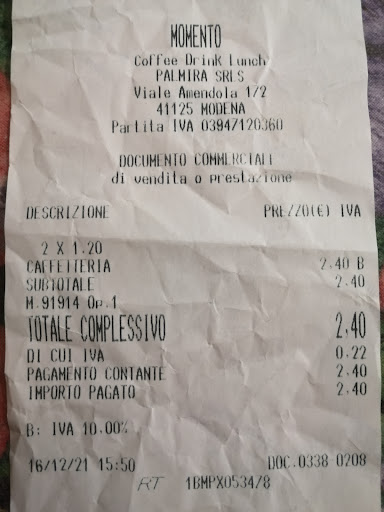 MOMENTO
Coffee Drink Lunch
PALMIRA SRLS
Viale Amendola 1/2
41125 MODENA
Partita IVA 03947120360
DOCUMENTO COMMERCIALE
di vendita o prestazione
DESCRIZIONE PREZZO(€) IVA
2 X 1.20
CAFFETTERIA 2.40 B
SUBTOTALE 2.40
M.91914 Op.1
TOTALE COMPLESSIVO 2,40
DI CUI IVA 0.22
PAGAMENTO CONTANTE 2.40
IMPORTO PAGATO 2.40
B: IVA 10.00%
16/12/21 15:50 DOC.0338-0208
RT 1BMPX0534/8